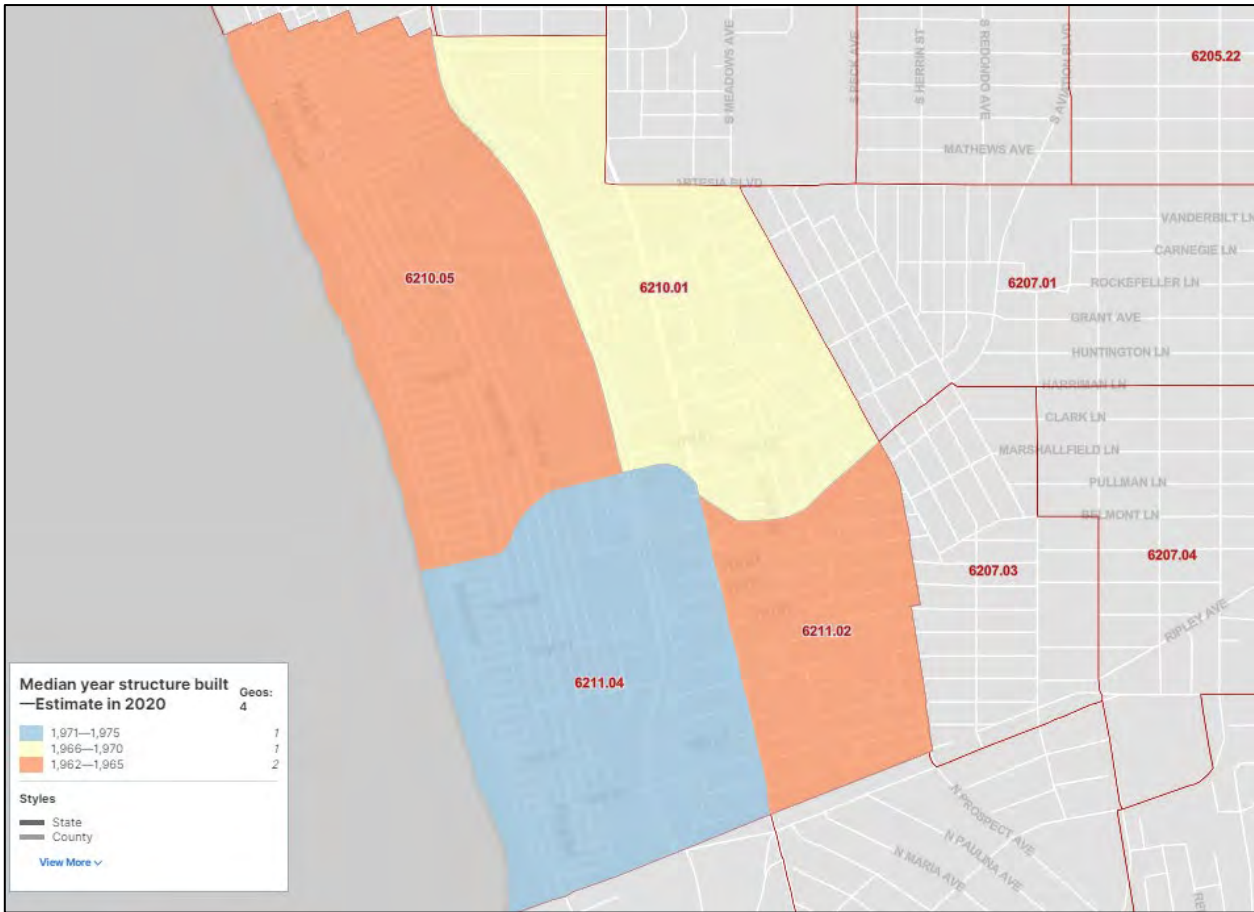 S MEADOWS AVE
S PECK AVE
S HERRIN ST
S REDONDO AVE
S AVIATION BLVD
6205.22
MATHEWS AVE
ARTESIA BLVD
VANDERBILT LN
CARNEGIE LN
6210.05
6210.01
6207.01
ROCKEFELLER LN
GRANT AVE
HUNTINGTON LN
HARRIMAN LN
CLARK LN
MARSHALLFIELD LN
PULLMAN LN
BELMONT LN
6207.04
6207.03
6211.02
RIPLEY AVE
6211.04
Median year structure built
—Estimate in 2020
Geos:
4
1,971—1,975 1
1,966—1,970 1
1,962—1,965 2
Styles
State
County
View More
N PROSPECT AVE
N PAULINA AVE
N MARIA AVE